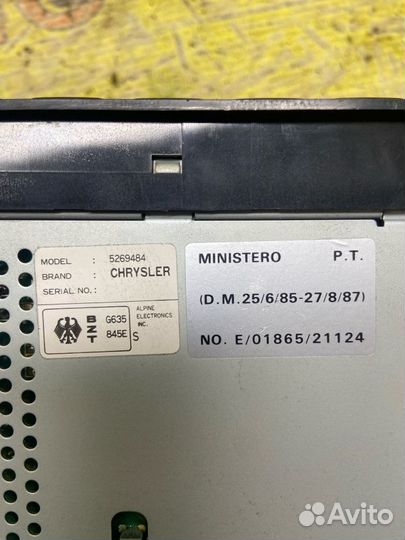 MODEL : 5269484
BRAND : CHRYSLER
SERIAL NO. :
BZT G635 845E S
ALPINE ELECTRONICS INC.
MINISTERO P.T.
(D.M.25/6/85-27/8/87)
NO. E/01865/21124
Avito